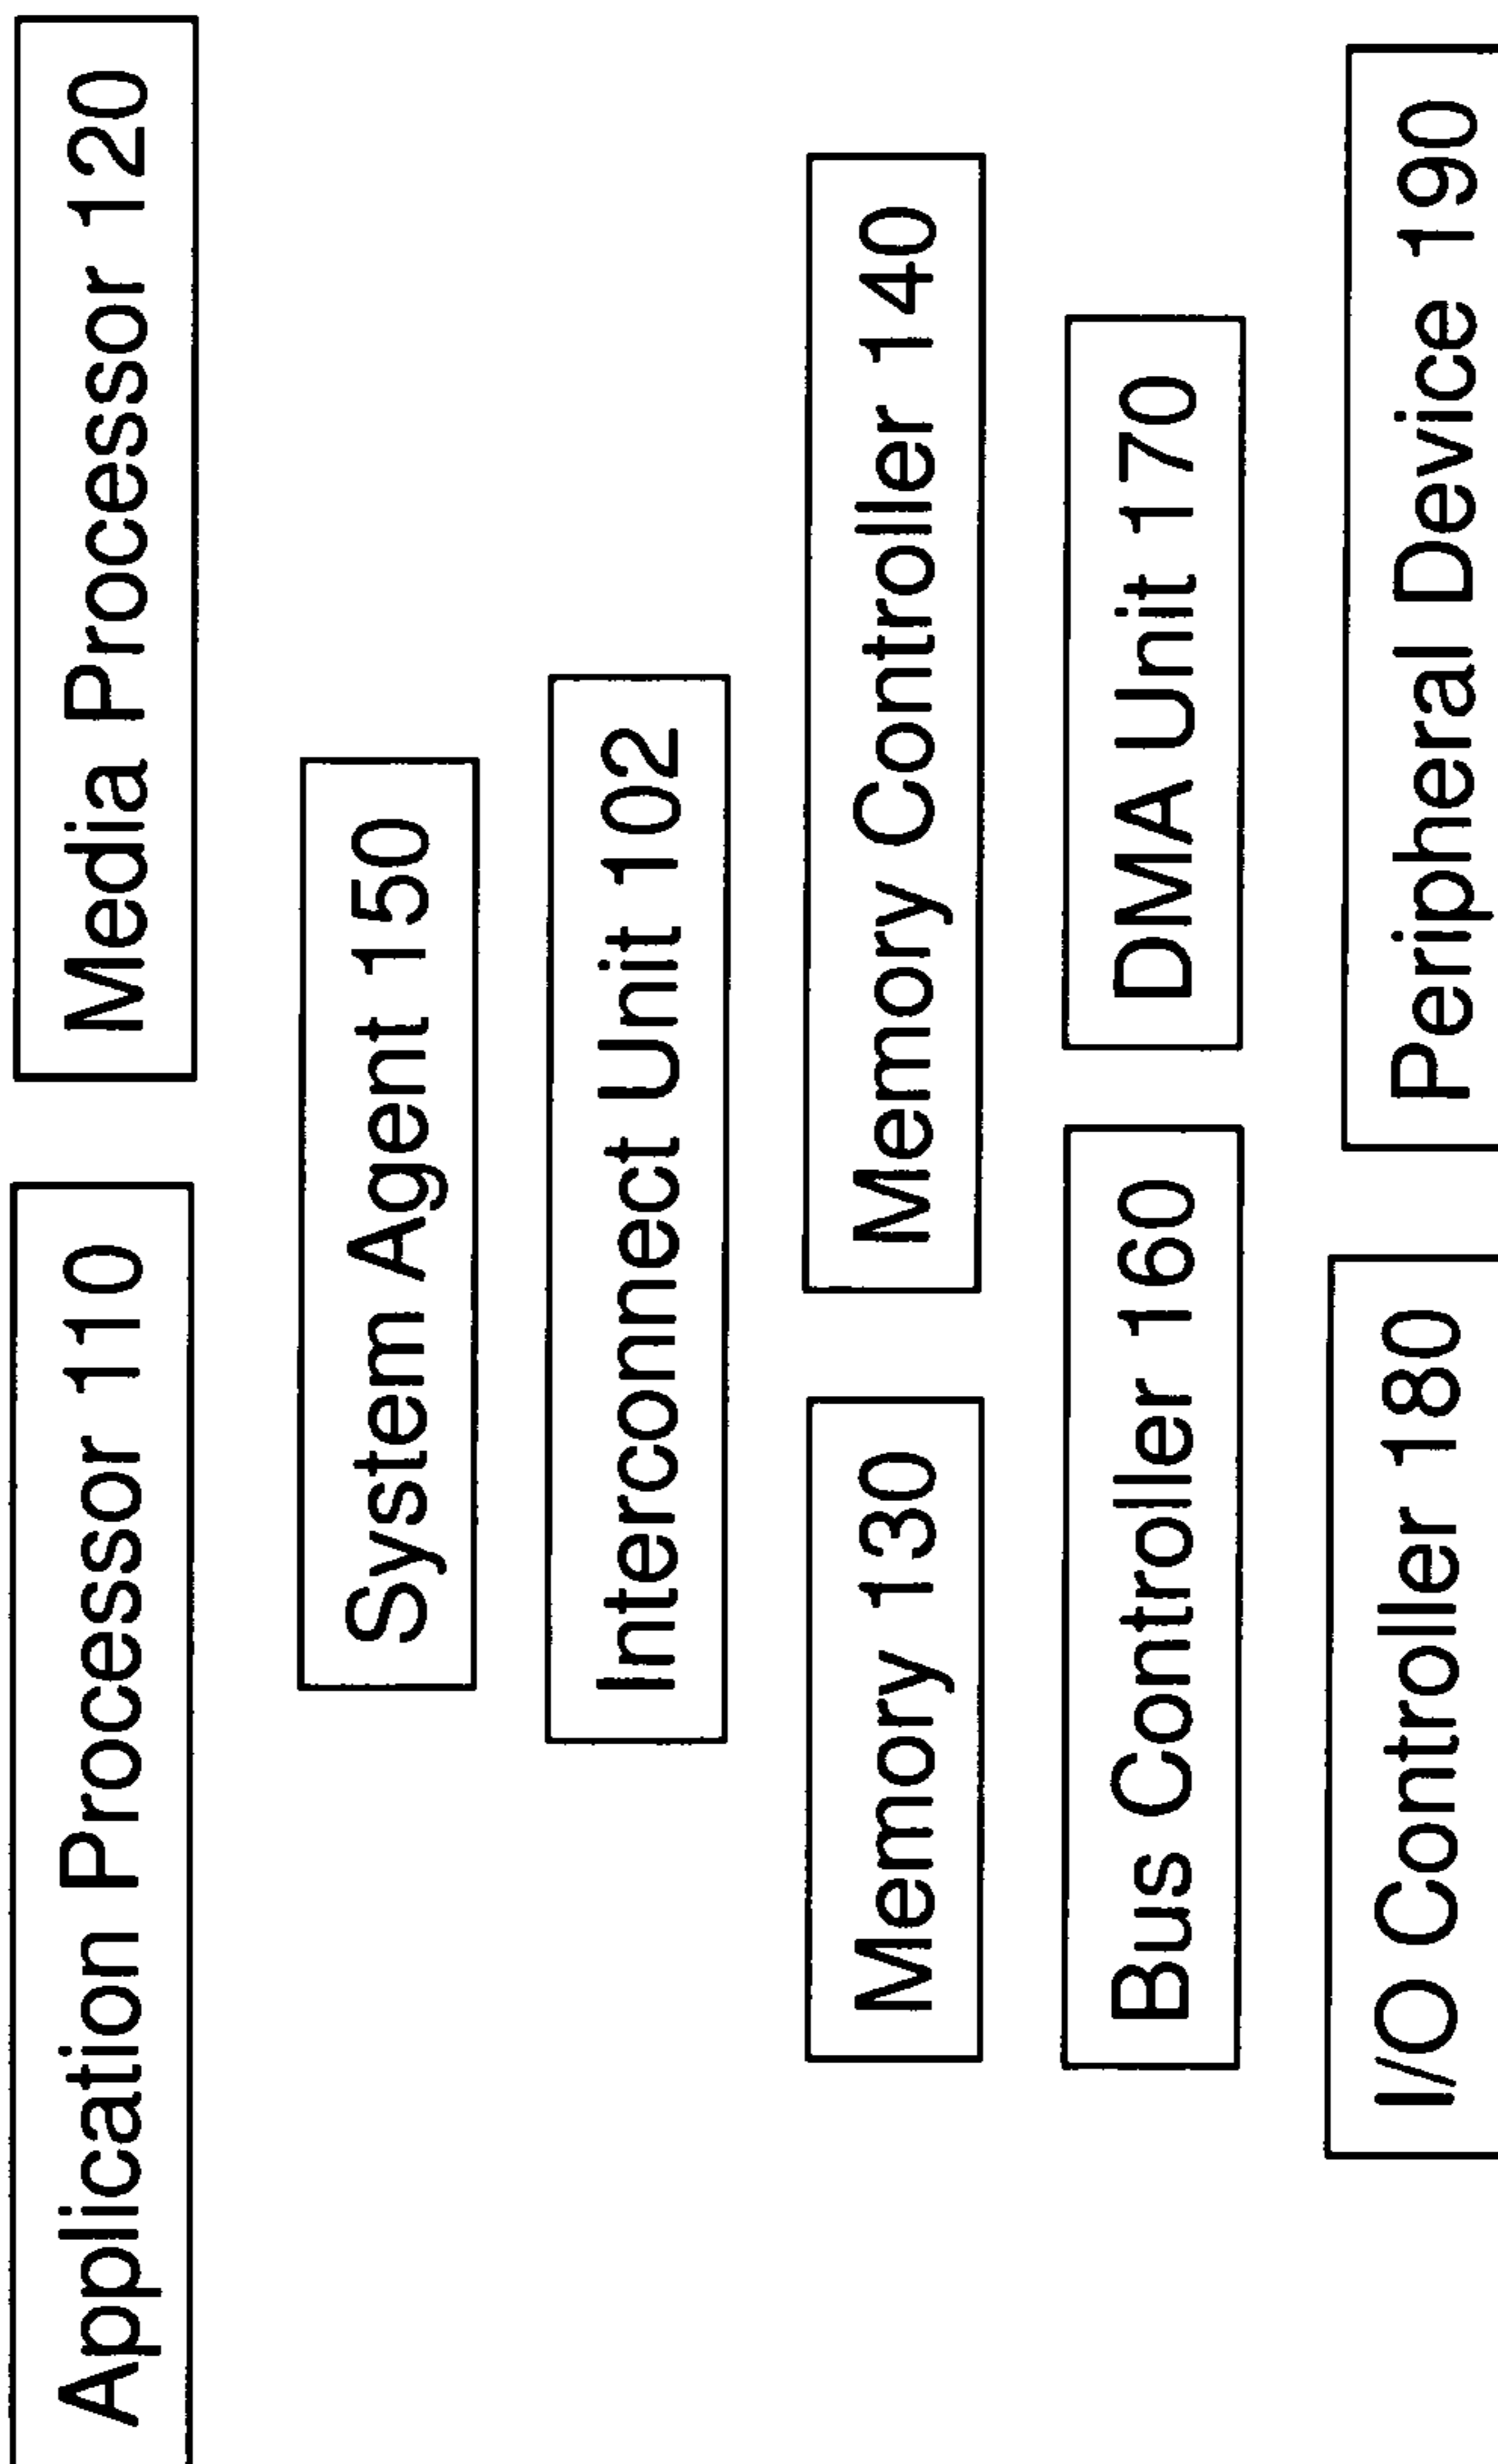 Application Processor 110
Media Processor 120
System Agent 150
Interconnect Unit 102
Memory 130
Memory Controller 140
Bus Controller 160
DMA Unit 170
I/O Controller 180
Peripheral Device 190